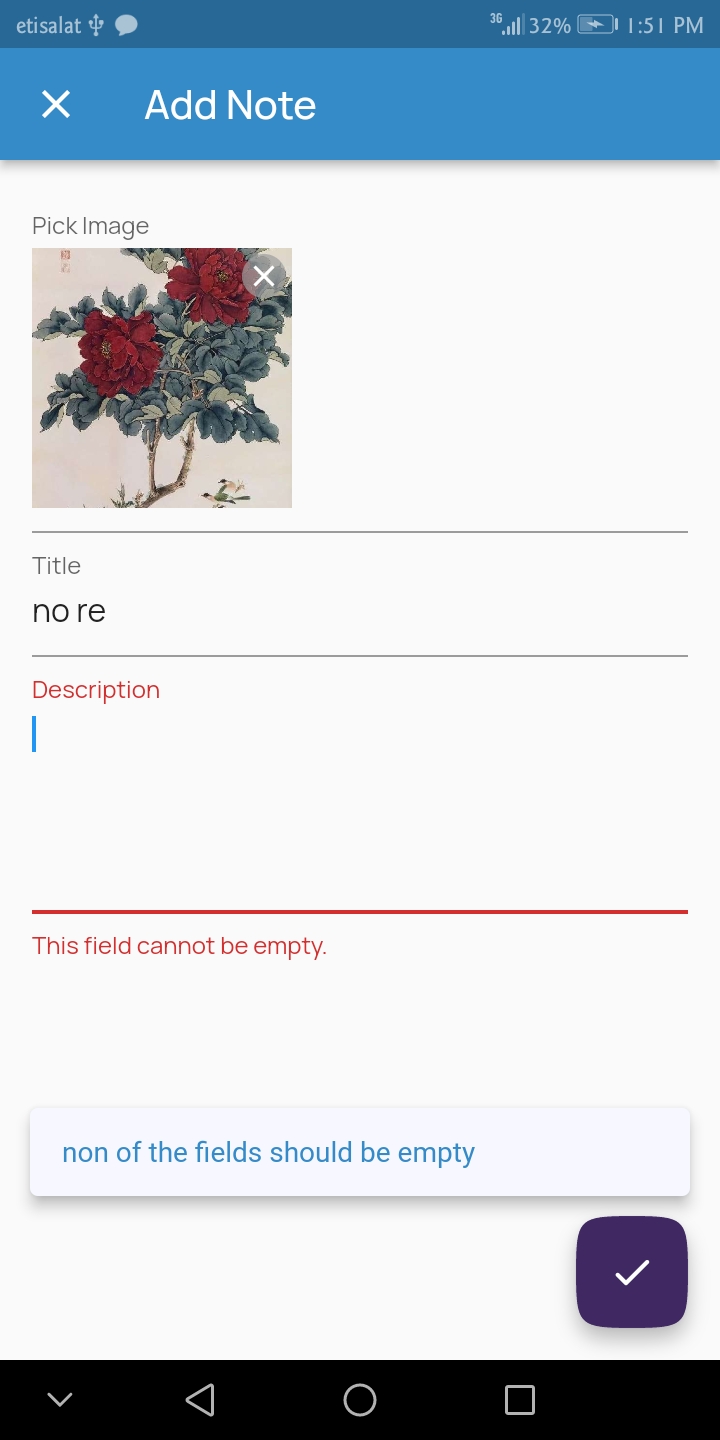 etisalat 3G 32% 1:51 PM
Add Note
Pick Image
Title
no re
Description
This field cannot be empty.
non of the fields should be empty